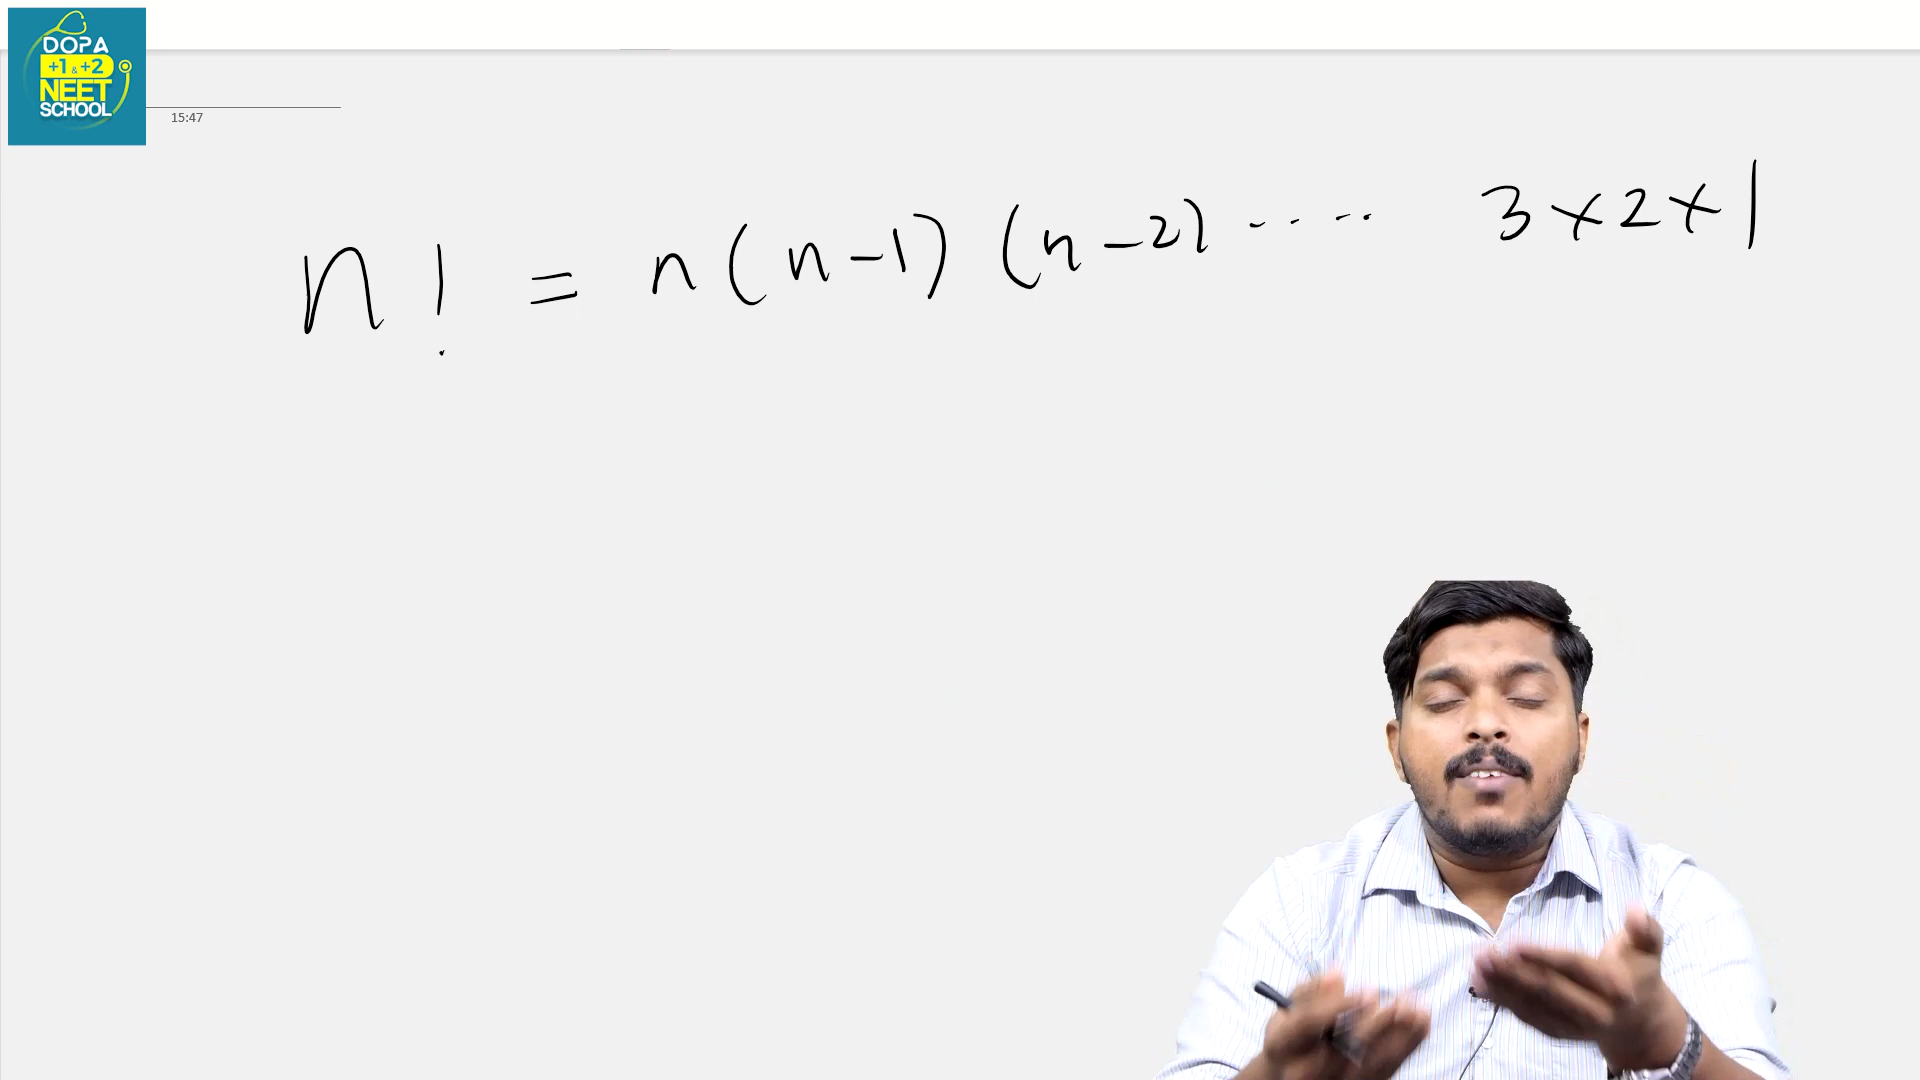 DOPA
+1 & +2
NEET
SCHOOL
15:47
n! = n(n-1) (n-2) .... 3×2×1